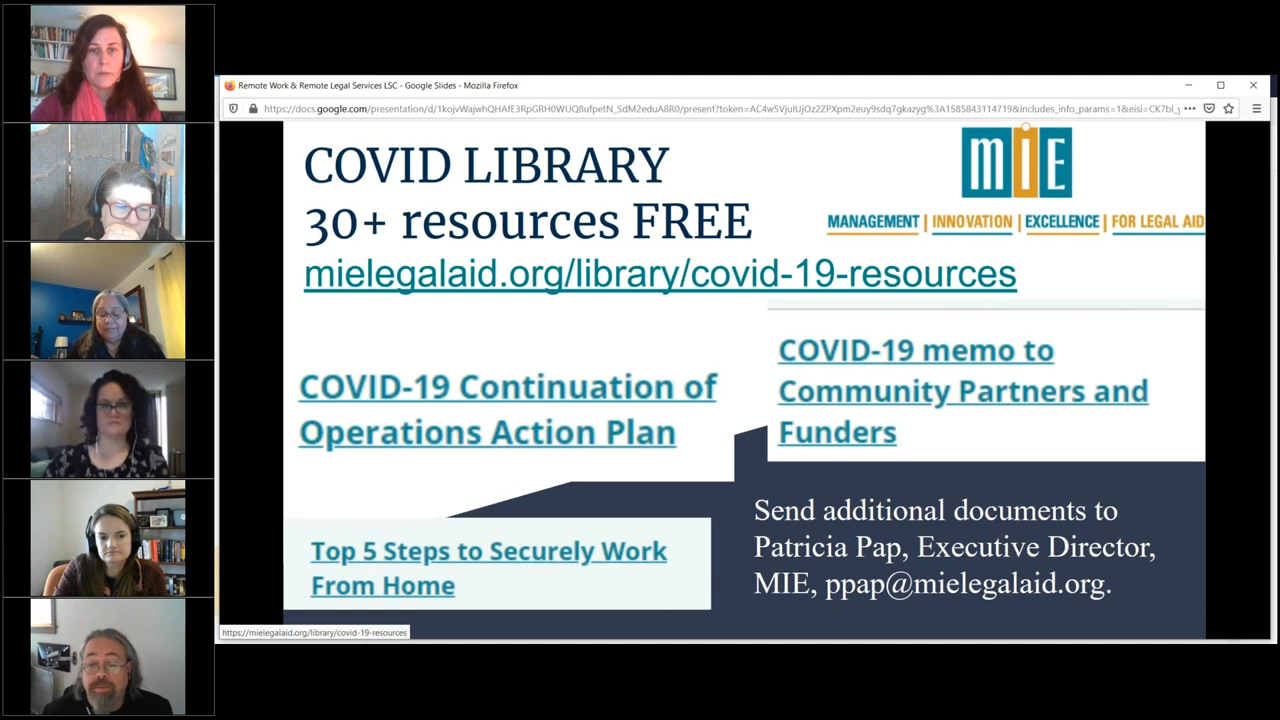 Remote Work & Remote Legal Services LSC - Google Slides - Mozilla Firefox
COVID LIBRARY
30+ resources FREE
mielegalaid.org/library/covid-19-resources
MIE
MANAGEMENT | INNOVATION | EXCELLENCE | FOR LEGAL AID
COVID-19 Continuation of
Operations Action Plan
COVID-19 memo to
Community Partners and
Funders
Top 5 Steps to Securely Work
From Home
Send additional documents to
Patricia Pap, Executive Director,
MIE, ppap@mielegalaid.org.
https://mielegalaid.org/library/covid-19-resources